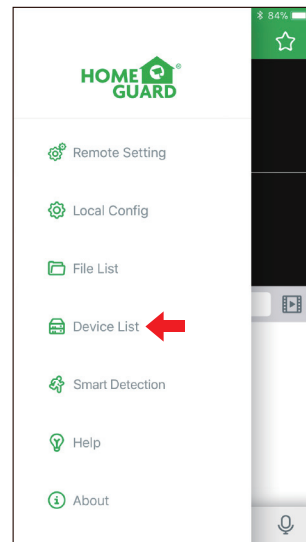 84%
HOME
GUARD®
Remote Setting
Local Config
File List
Device List
Smart Detection
Help
About